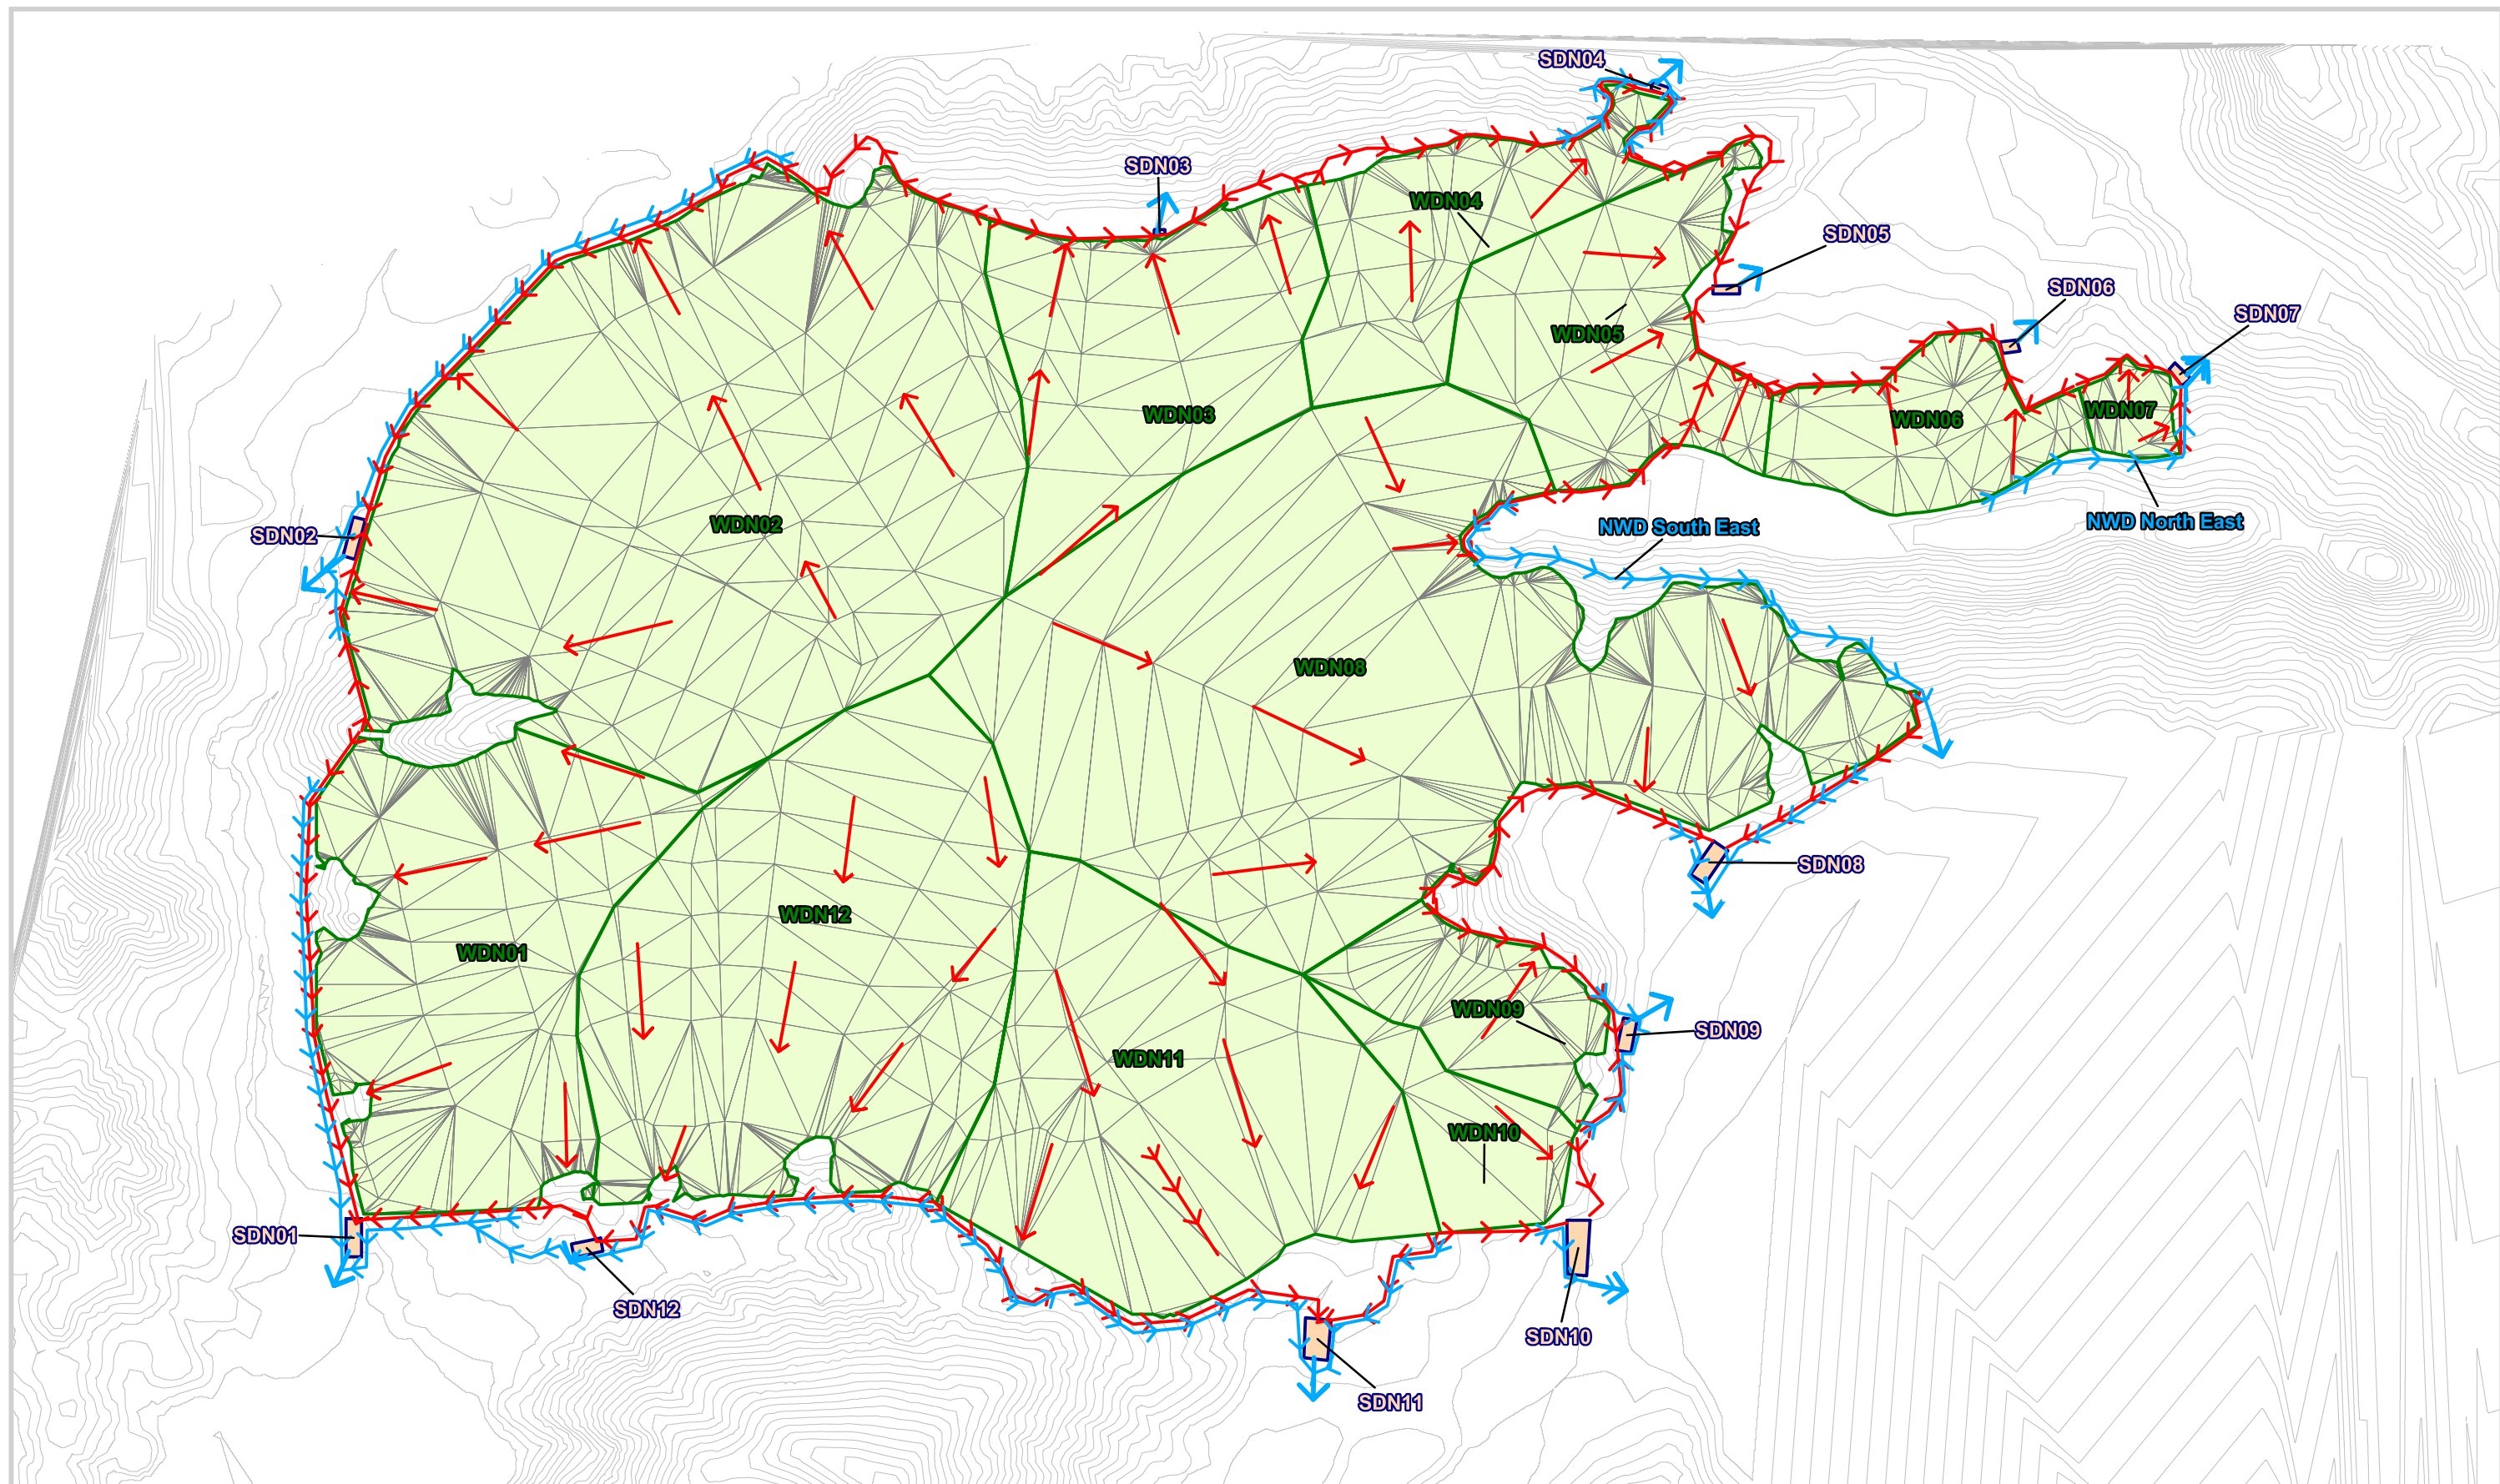 SDN04
SDN03
WDN04
SDN05
SDN06
SDN07
WDN05
WDN03
WDN07
WDN06
WDN02
NWD South East
NWD North East
SDN02
WDN08
SDN08
WDN12
WDN01
WDN09
SDN09
WDN11
WDN10
SDN01
SDN12
SDN10
SDN11